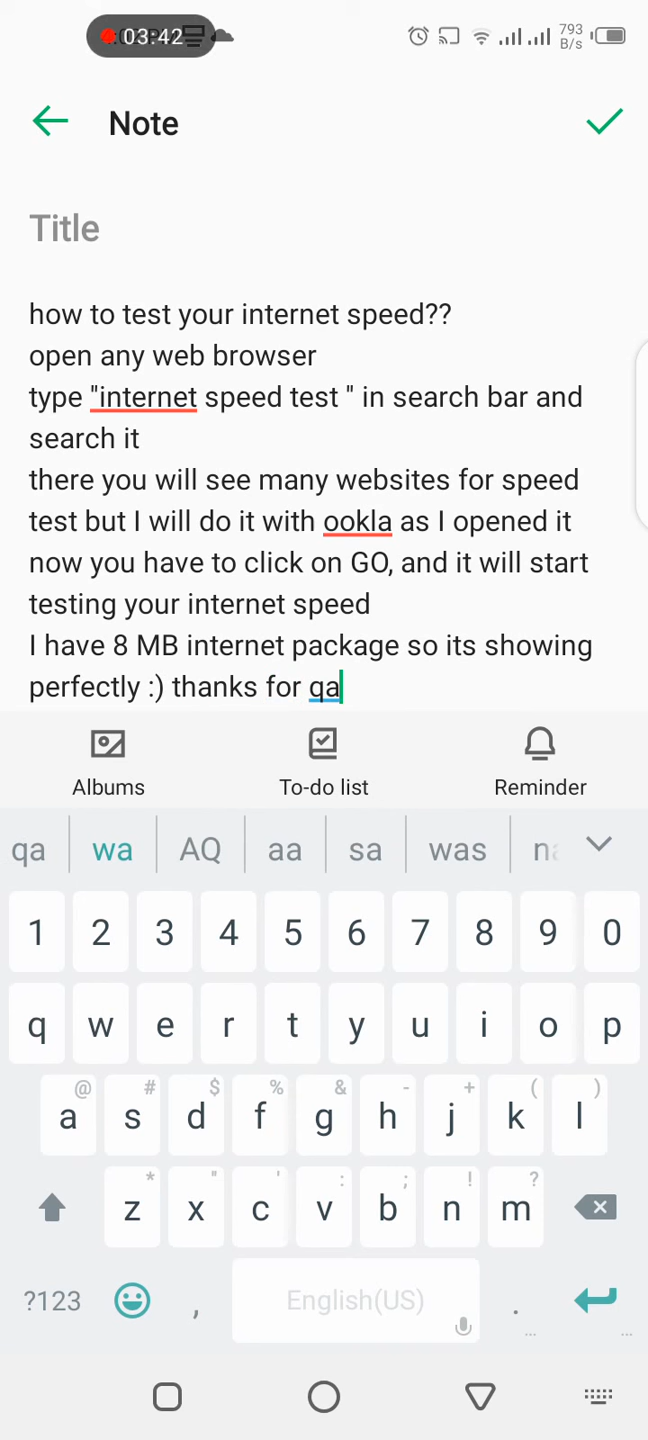 03:42
793
B/s
Note
Title
how to test your internet speed??
open any web browser
type "internet speed test " in search bar and
search it
there you will see many websites for speed
test but I will do it with ookla as I opened it
now you have to click on GO, and it will start
testing your internet speed
I have 8 MB internet package so its showing
perfectly :) thanks for qa
Albums To-do list Reminder
qa wa AQ aa sa was
1 2 3 4 5 6 7 8 9 0
q w e r t y u i o p
@ # $ % & - + ( )
a s d f g h j k l
* " ' : ; ! ?
z x c v b n m
?123 , English(US) .